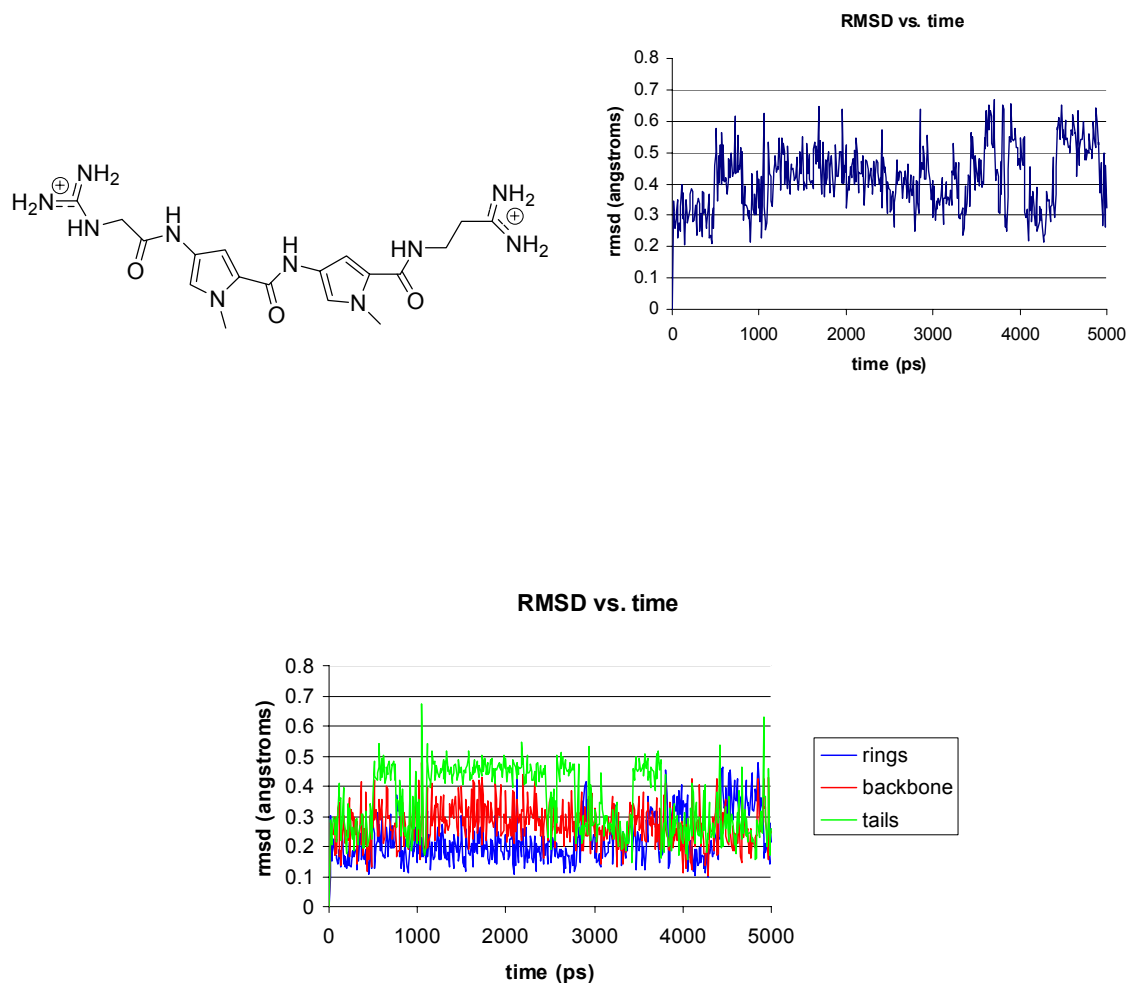 RMSD vs. time
0.8
0.7
0.6
0.5
0.4
0.3
0.2
0.1
0
rmsd (angstroms)
0 1000 2000 3000 4000 5000
time (ps)
NH2
H2N
HN
O
H
N
N
O
H
N
N
O
HN
NH2
NH2
RMSD vs. time
0.8
0.7
0.6
0.5
0.4
0.3
0.2
0.1
0
rmsd (angstroms)
0 1000 2000 3000 4000 5000
time (ps)
rings
backbone
tails